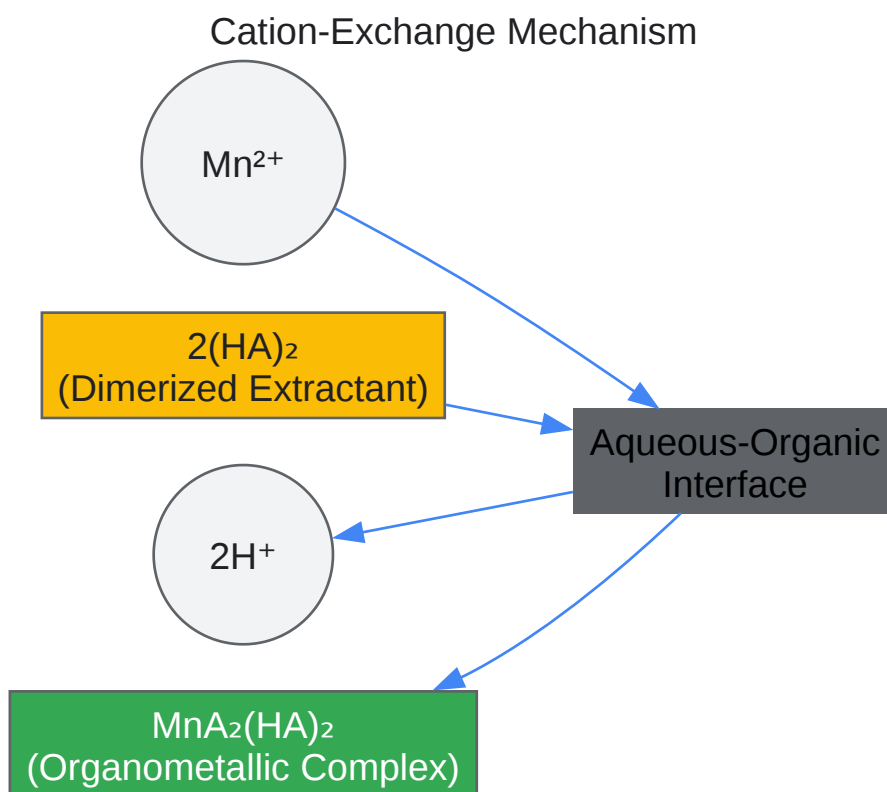 Cation-Exchange Mechanism
Mn²⁺
2(HA)₂
(Dimerized Extractant)
Aqueous-Organic
Interface
2H⁺
MnA₂(HA)₂
(Organometallic Complex)